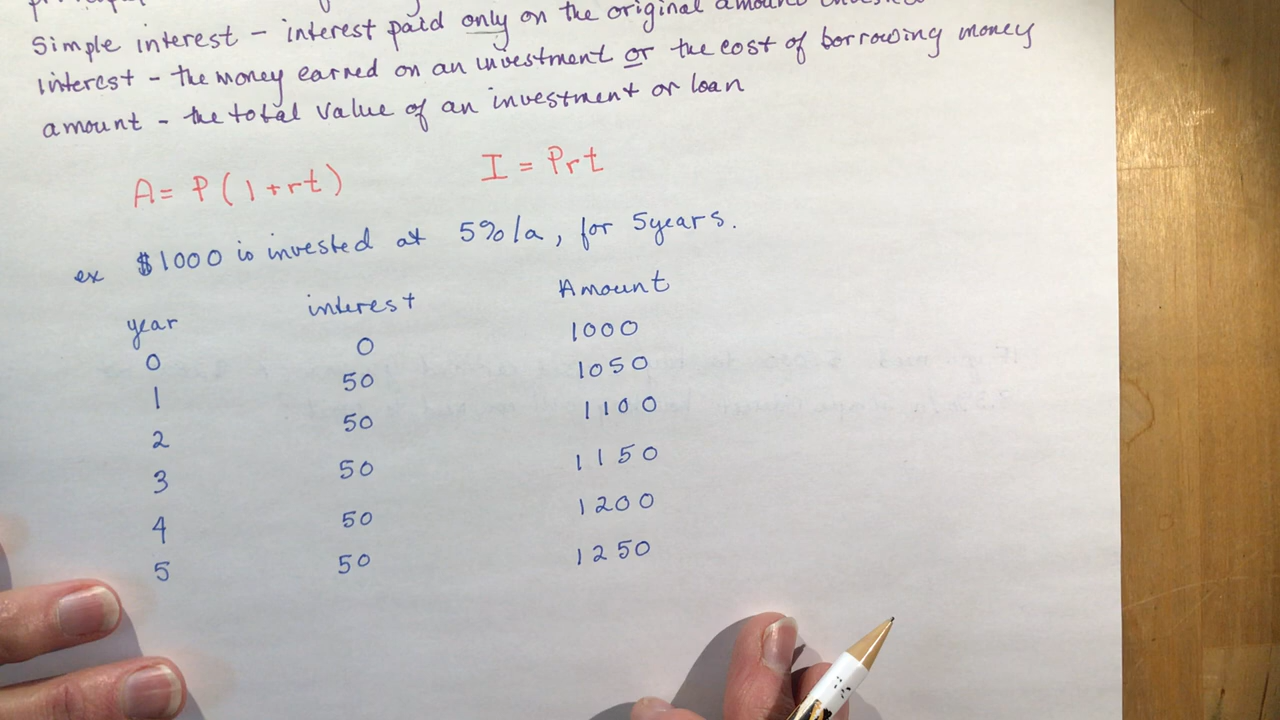 Simple interest - interest paid only on the original amount
interest - the money earned on an investment or the cost of borrowing money
amount - the total value of an investment or loan
A = P(1+rt) I = Prt
ex $1000 is invested at 5%/a, for 5years.
year interest Amount
0 0 1000
1 50 1050
2 50 1100
3 50 1150
4 50 1200
5 50 1250